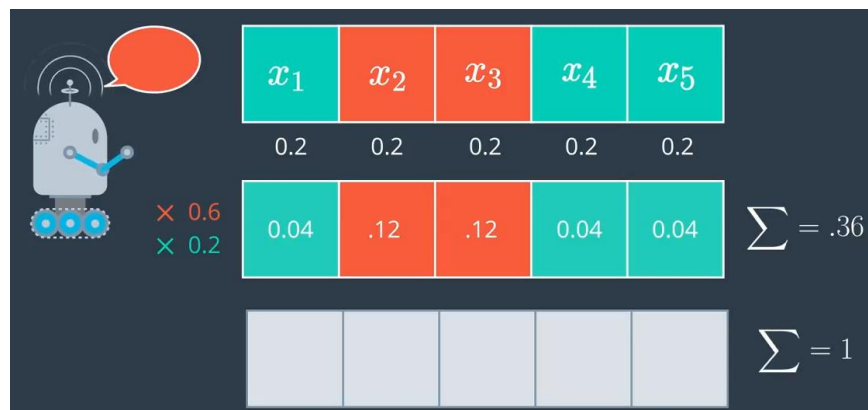 x₁ x₂ x₃ x₄ x₅
0.2 0.2 0.2 0.2 0.2
× 0.6
× 0.2
0.04 .12 .12 0.04 0.04
∑ = .36
∑ = 1